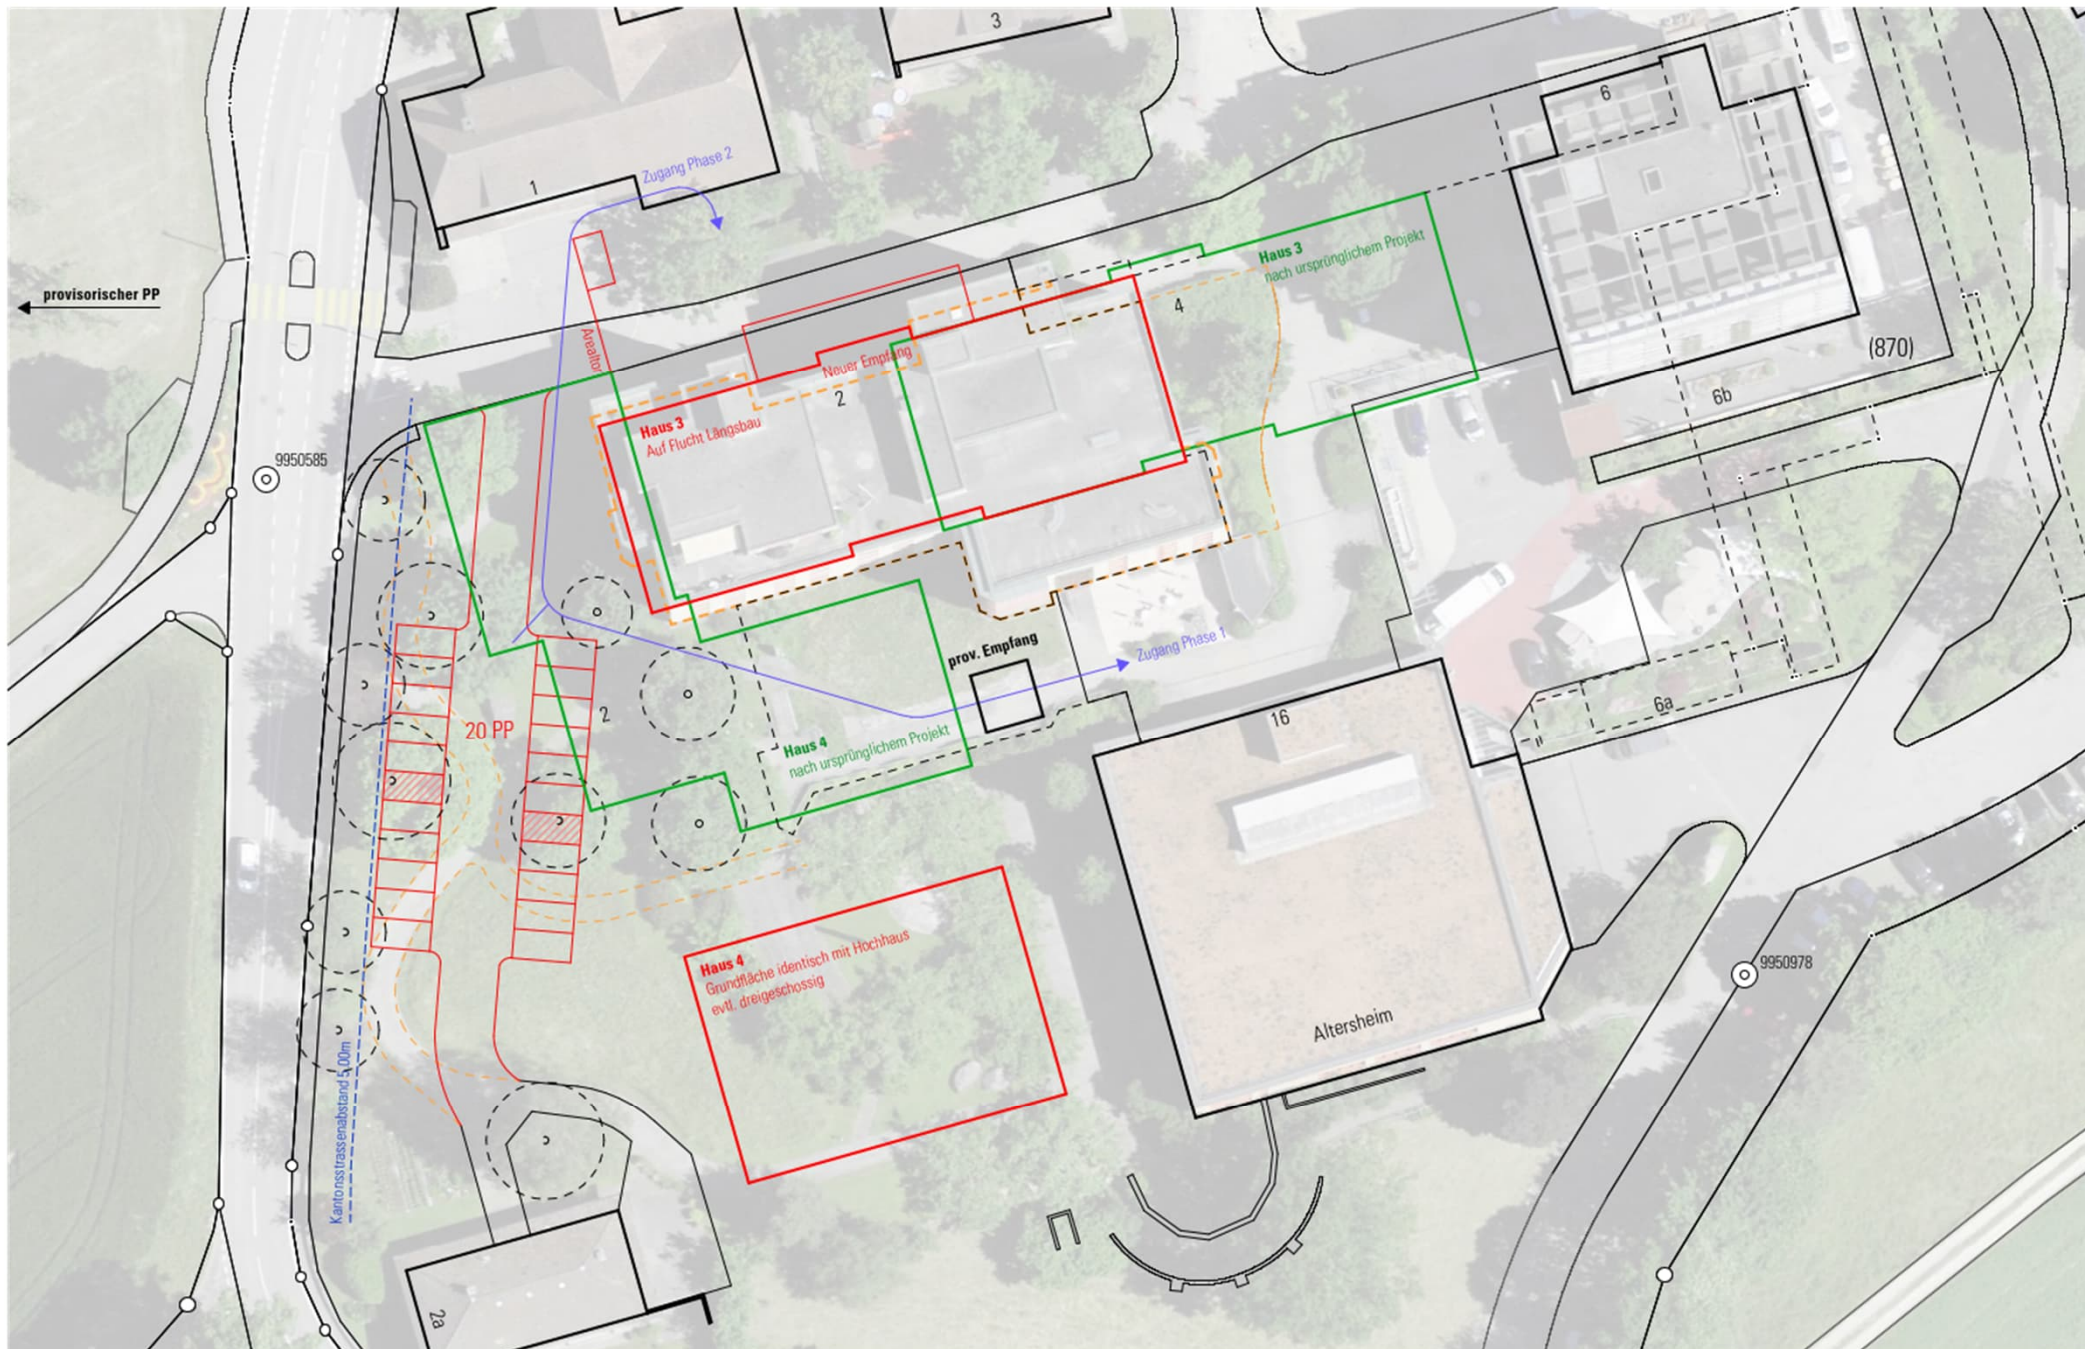 3
6
Zugang Phase 2
1
Haus 3
nach ursprünglichem Projekt
provisorischer PP
4
Arealtor
Neuer Empfang
(870)
2
6b
Haus 3
Auf Flucht Längsbau
9950585
prov. Empfang
Zugang Phase 1
6a
2
16
20 PP
Haus 4
nach ursprünglichem Projekt
Haus 4
Grundfläche identisch mit Hochhaus
evtl. dreigeschossig
9950978
Altersheim
Kantonsstrassenabstand 5,00m
2a